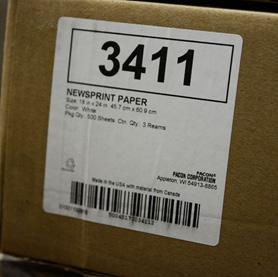 3411
NEWSPRINT PAPER
Size: 18 in x 24 in 45.7 cm x 60.9 cm
Color: White
Pkg Qty: 500 Sheets Ctn. Qty: 3 Reams
PACON®
PACON CORPORATION
Appleton, WI 54913-8865
Made in the USA with material from Canada